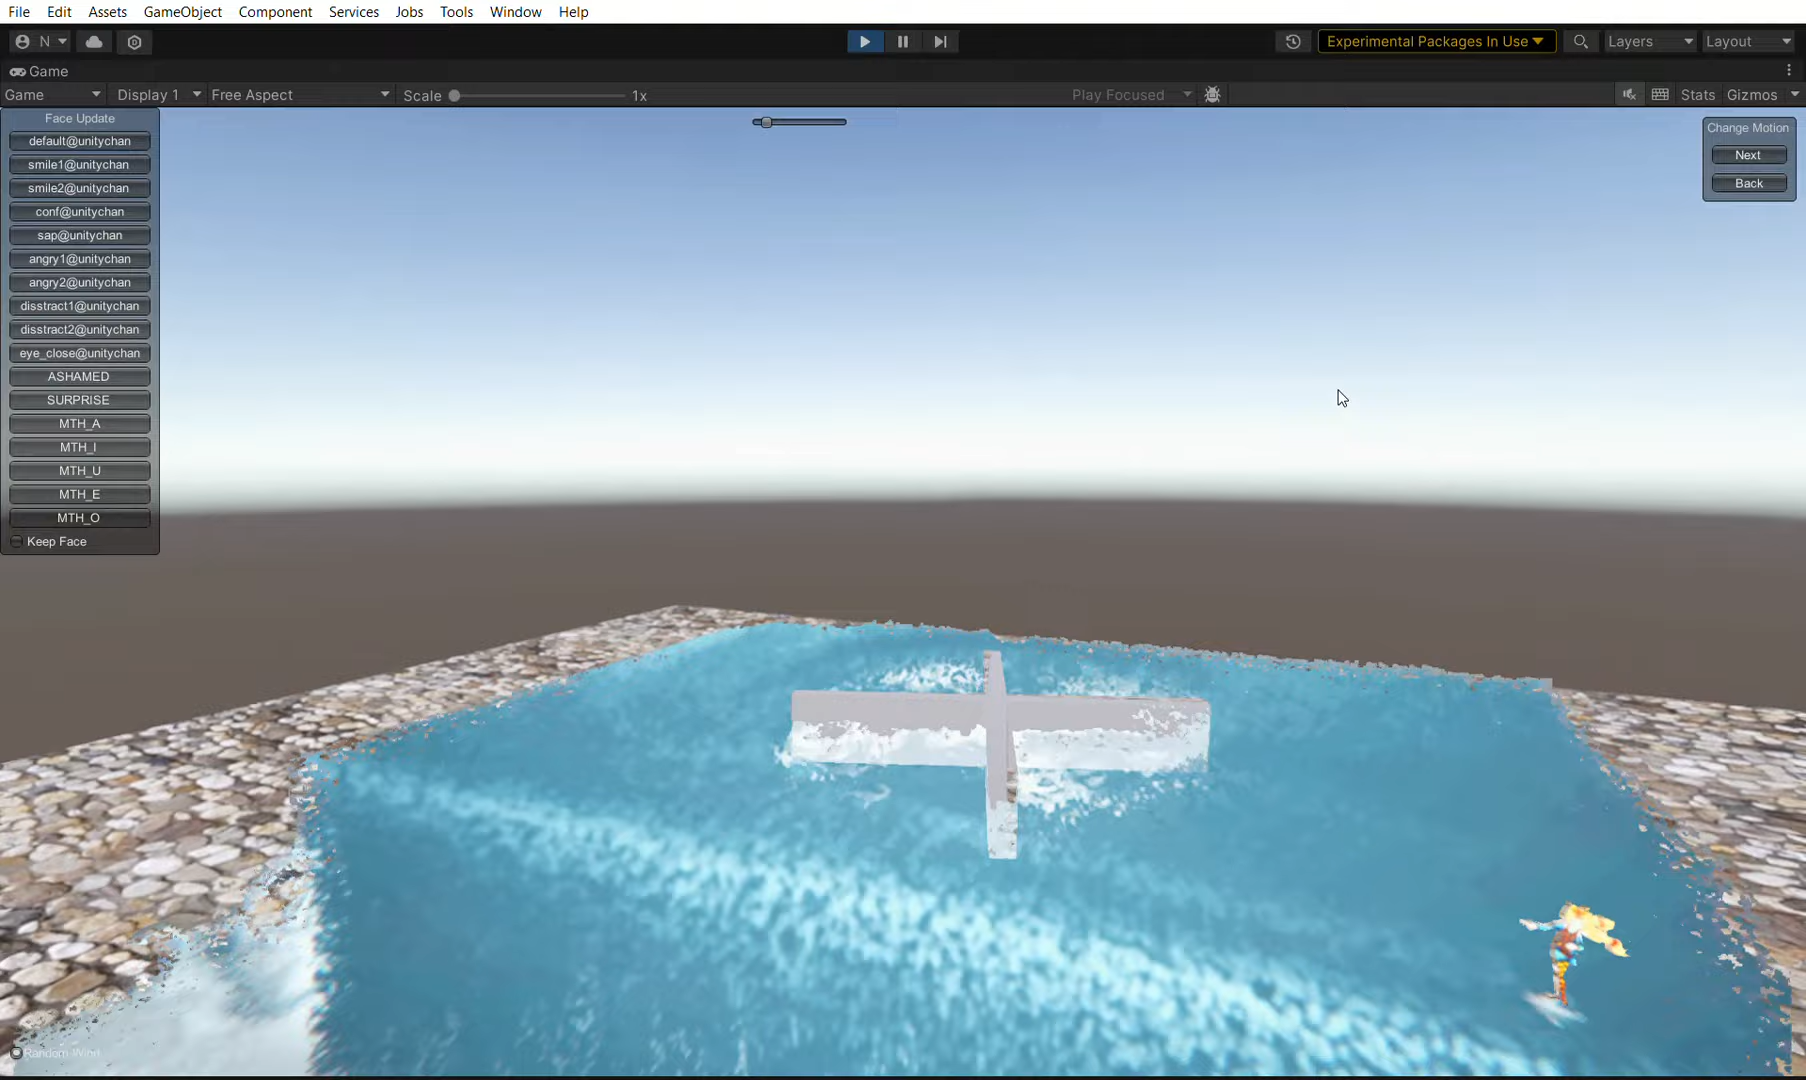 File Edit Assets GameObject Component Services Jobs Tools Window Help
N Experimental Packages In Use Layers Layout
Game
Game Display 1 Free Aspect Scale 1x Play Focused Stats Gizmos
Face Update
default@unitychan
smile1@unitychan
smile2@unitychan
conf@unitychan
sap@unitychan
angry1@unitychan
angry2@unitychan
disstract1@unitychan
disstract2@unitychan
eye_close@unitychan
ASHAMED
SURPRISE
MTH_A
MTH_I
MTH_U
MTH_E
MTH_O
Keep Face
Change Motion
Next
Back
Random Wind